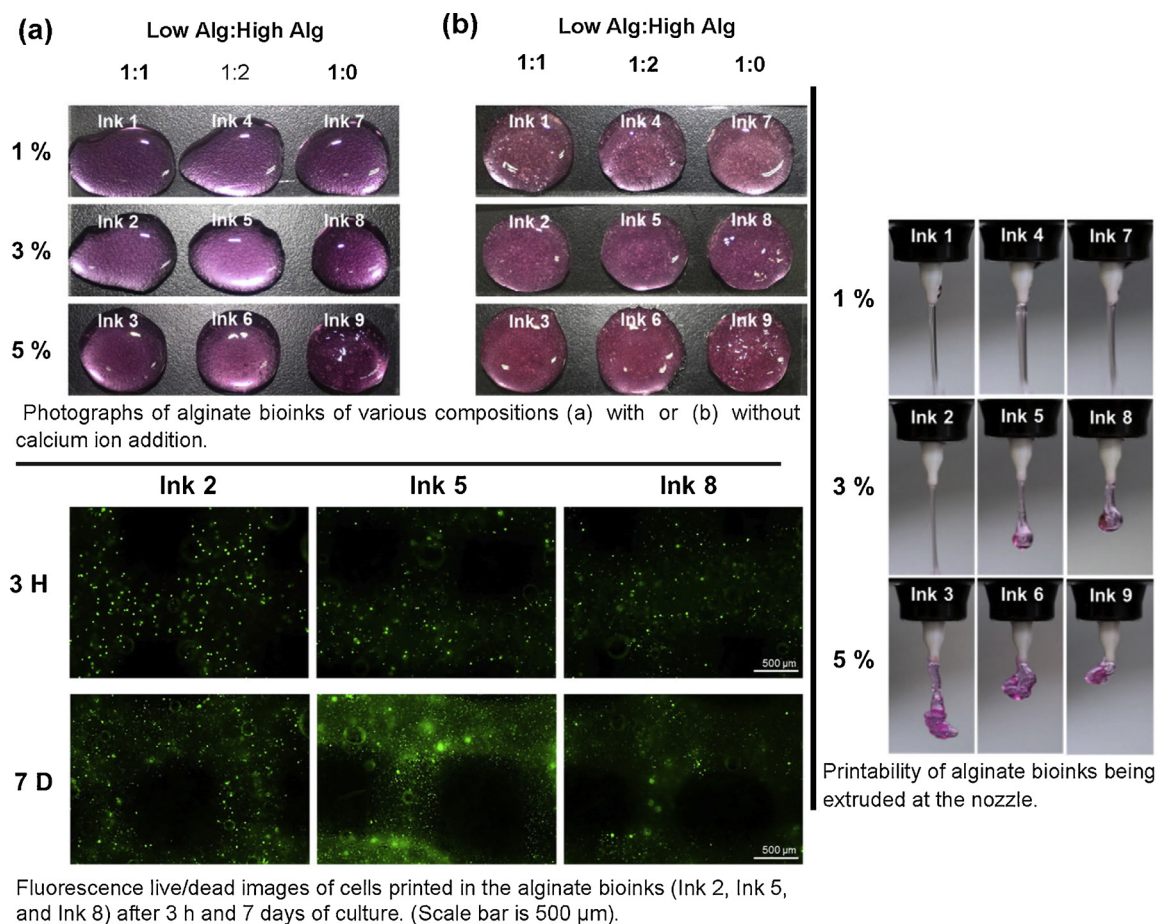 (a)
Low Alg:High Alg
1:1 1:2 1:0
1 %
Ink 1 Ink 4 Ink 7
3 %
Ink 2 Ink 5 Ink 8
5 %
Ink 3 Ink 6 Ink 9
(b)
Low Alg:High Alg
1:1 1:2 1:0
Ink 1 Ink 4 Ink 7
Ink 2 Ink 5 Ink 8
Ink 3 Ink 6 Ink 9
Photographs of alginate bioinks of various compositions (a) with or (b) without
calcium ion addition.
Ink 2 Ink 5 Ink 8
3 H
500 µm
7 D
500 µm
Fluorescence live/dead images of cells printed in the alginate bioinks (Ink 2, Ink 5,
and Ink 8) after 3 h and 7 days of culture. (Scale bar is 500 µm).
1 %
Ink 1 Ink 4 Ink 7
3 %
Ink 2 Ink 5 Ink 8
5 %
Ink 3 Ink 6 Ink 9
Printability of alginate bioinks being
extruded at the nozzle.